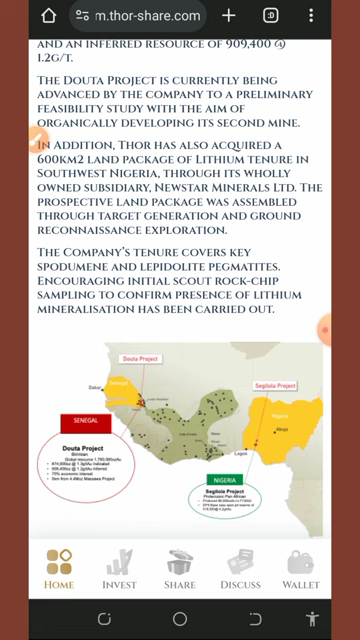 m.thor-share.com
and an inferred resource of 909,400 @
1.2g/t.
The Douta Project is currently being
advanced by the company to a preliminary
feasibility study with the aim of
organically developing its second mine.
In Addition, Thor has also acquired a
600km2 land package of Lithium tenure in
Southwest Nigeria, through its wholly
owned subsidiary, Newstar Minerals Ltd. The
prospective land package was assembled
through target generation and ground
reconnaissance exploration.
The Company's tenure covers key
spodumene and lepidolite pegmatites.
Encouraging initial scout rock-chip
sampling to confirm presence of lithium
mineralisation has been carried out.
Douta Project
Senegal
Dakar
Segilola Project
Nigeria
Abuja
Lagos
SENEGAL
Douta Project
Birimian
70% economic interest
NIGERIA
Segilola Project
Home
Invest
Share
Discuss
Wallet